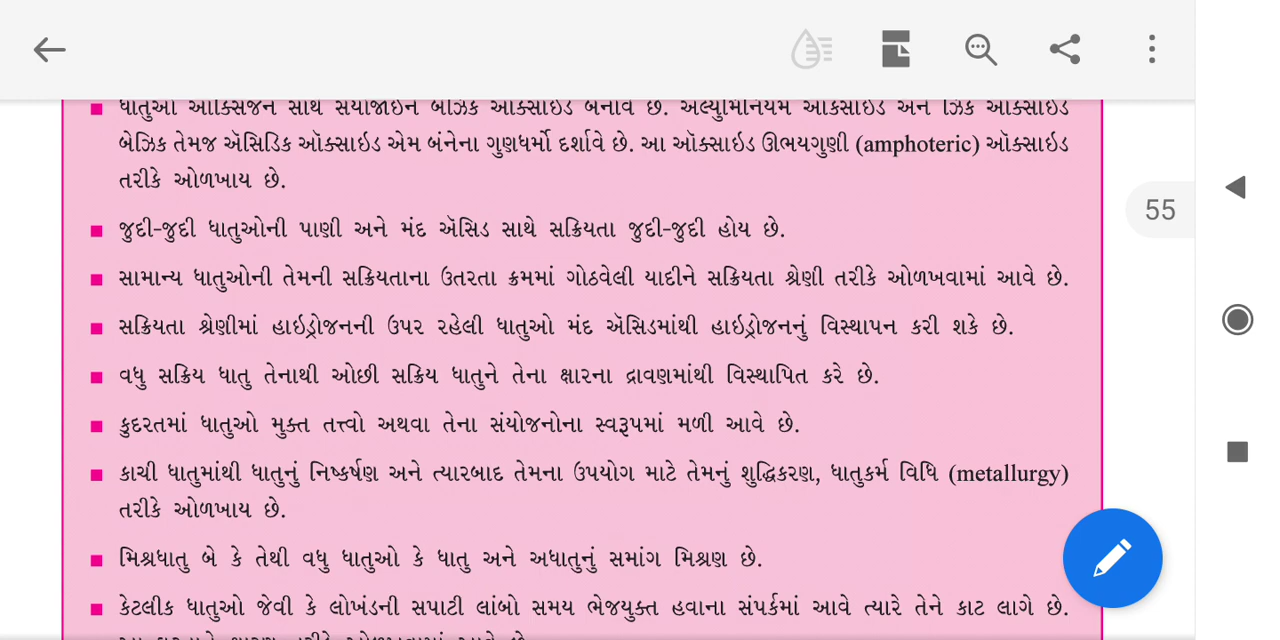 ધાતુઓ ઑક્સિજન સાથે સંયોજાઈને બેઝિક ઑક્સાઇડ બનાવે છે. ઍલ્યુમિનિયમ ઑક્સાઇડ અને ઝિંક ઑક્સાઇડ
બેઝિક તેમજ ઍસિડિક ઑક્સાઇડ એમ બંનેના ગુણધર્મો દર્શાવે છે. આ ઑક્સાઇડ ઊભયગુણી (amphoteric) ઑક્સાઇડ
તરીકે ઓળખાય છે.
55
જુદી-જુદી ધાતુઓની પાણી અને મંદ ઍસિડ સાથે સક્રિયતા જુદી-જુદી હોય છે.
સામાન્ય ધાતુઓની તેમની સક્રિયતાના ઉતરતા ક્રમમાં ગોઠવેલી યાદીને સક્રિયતા શ્રેણી તરીકે ઓળખવામાં આવે છે.
સક્રિયતા શ્રેણીમાં હાઇડ્રોજનની ઉપર રહેલી ધાતુઓ મંદ ઍસિડમાંથી હાઇડ્રોજનનું વિસ્થાપન કરી શકે છે.
વધુ સક્રિય ધાતુ તેનાથી ઓછી સક્રિય ધાતુને તેના ક્ષારના દ્રાવણમાંથી વિસ્થાપિત કરે છે.
કુદરતમાં ધાતુઓ મુક્ત તત્ત્વો અથવા તેના સંયોજનોના સ્વરૂપમાં મળી આવે છે.
કાચી ધાતુમાંથી ધાતુનું નિષ્કર્ષણ અને ત્યારબાદ તેમના ઉપયોગ માટે તેમનું શુદ્ધિકરણ, ધાતુકર્મ વિધિ (metallurgy)
તરીકે ઓળખાય છે.
મિશ્રધાતુ બે કે તેથી વધુ ધાતુઓ કે ધાતુ અને અધાતુનું સમાંગ મિશ્રણ છે.
કેટલીક ધાતુઓ જેવી કે લોખંડની સપાટી લાંબો સમય ભેજયુક્ત હવાના સંપર્કમાં આવે ત્યારે તેને કાટ લાગે છે.